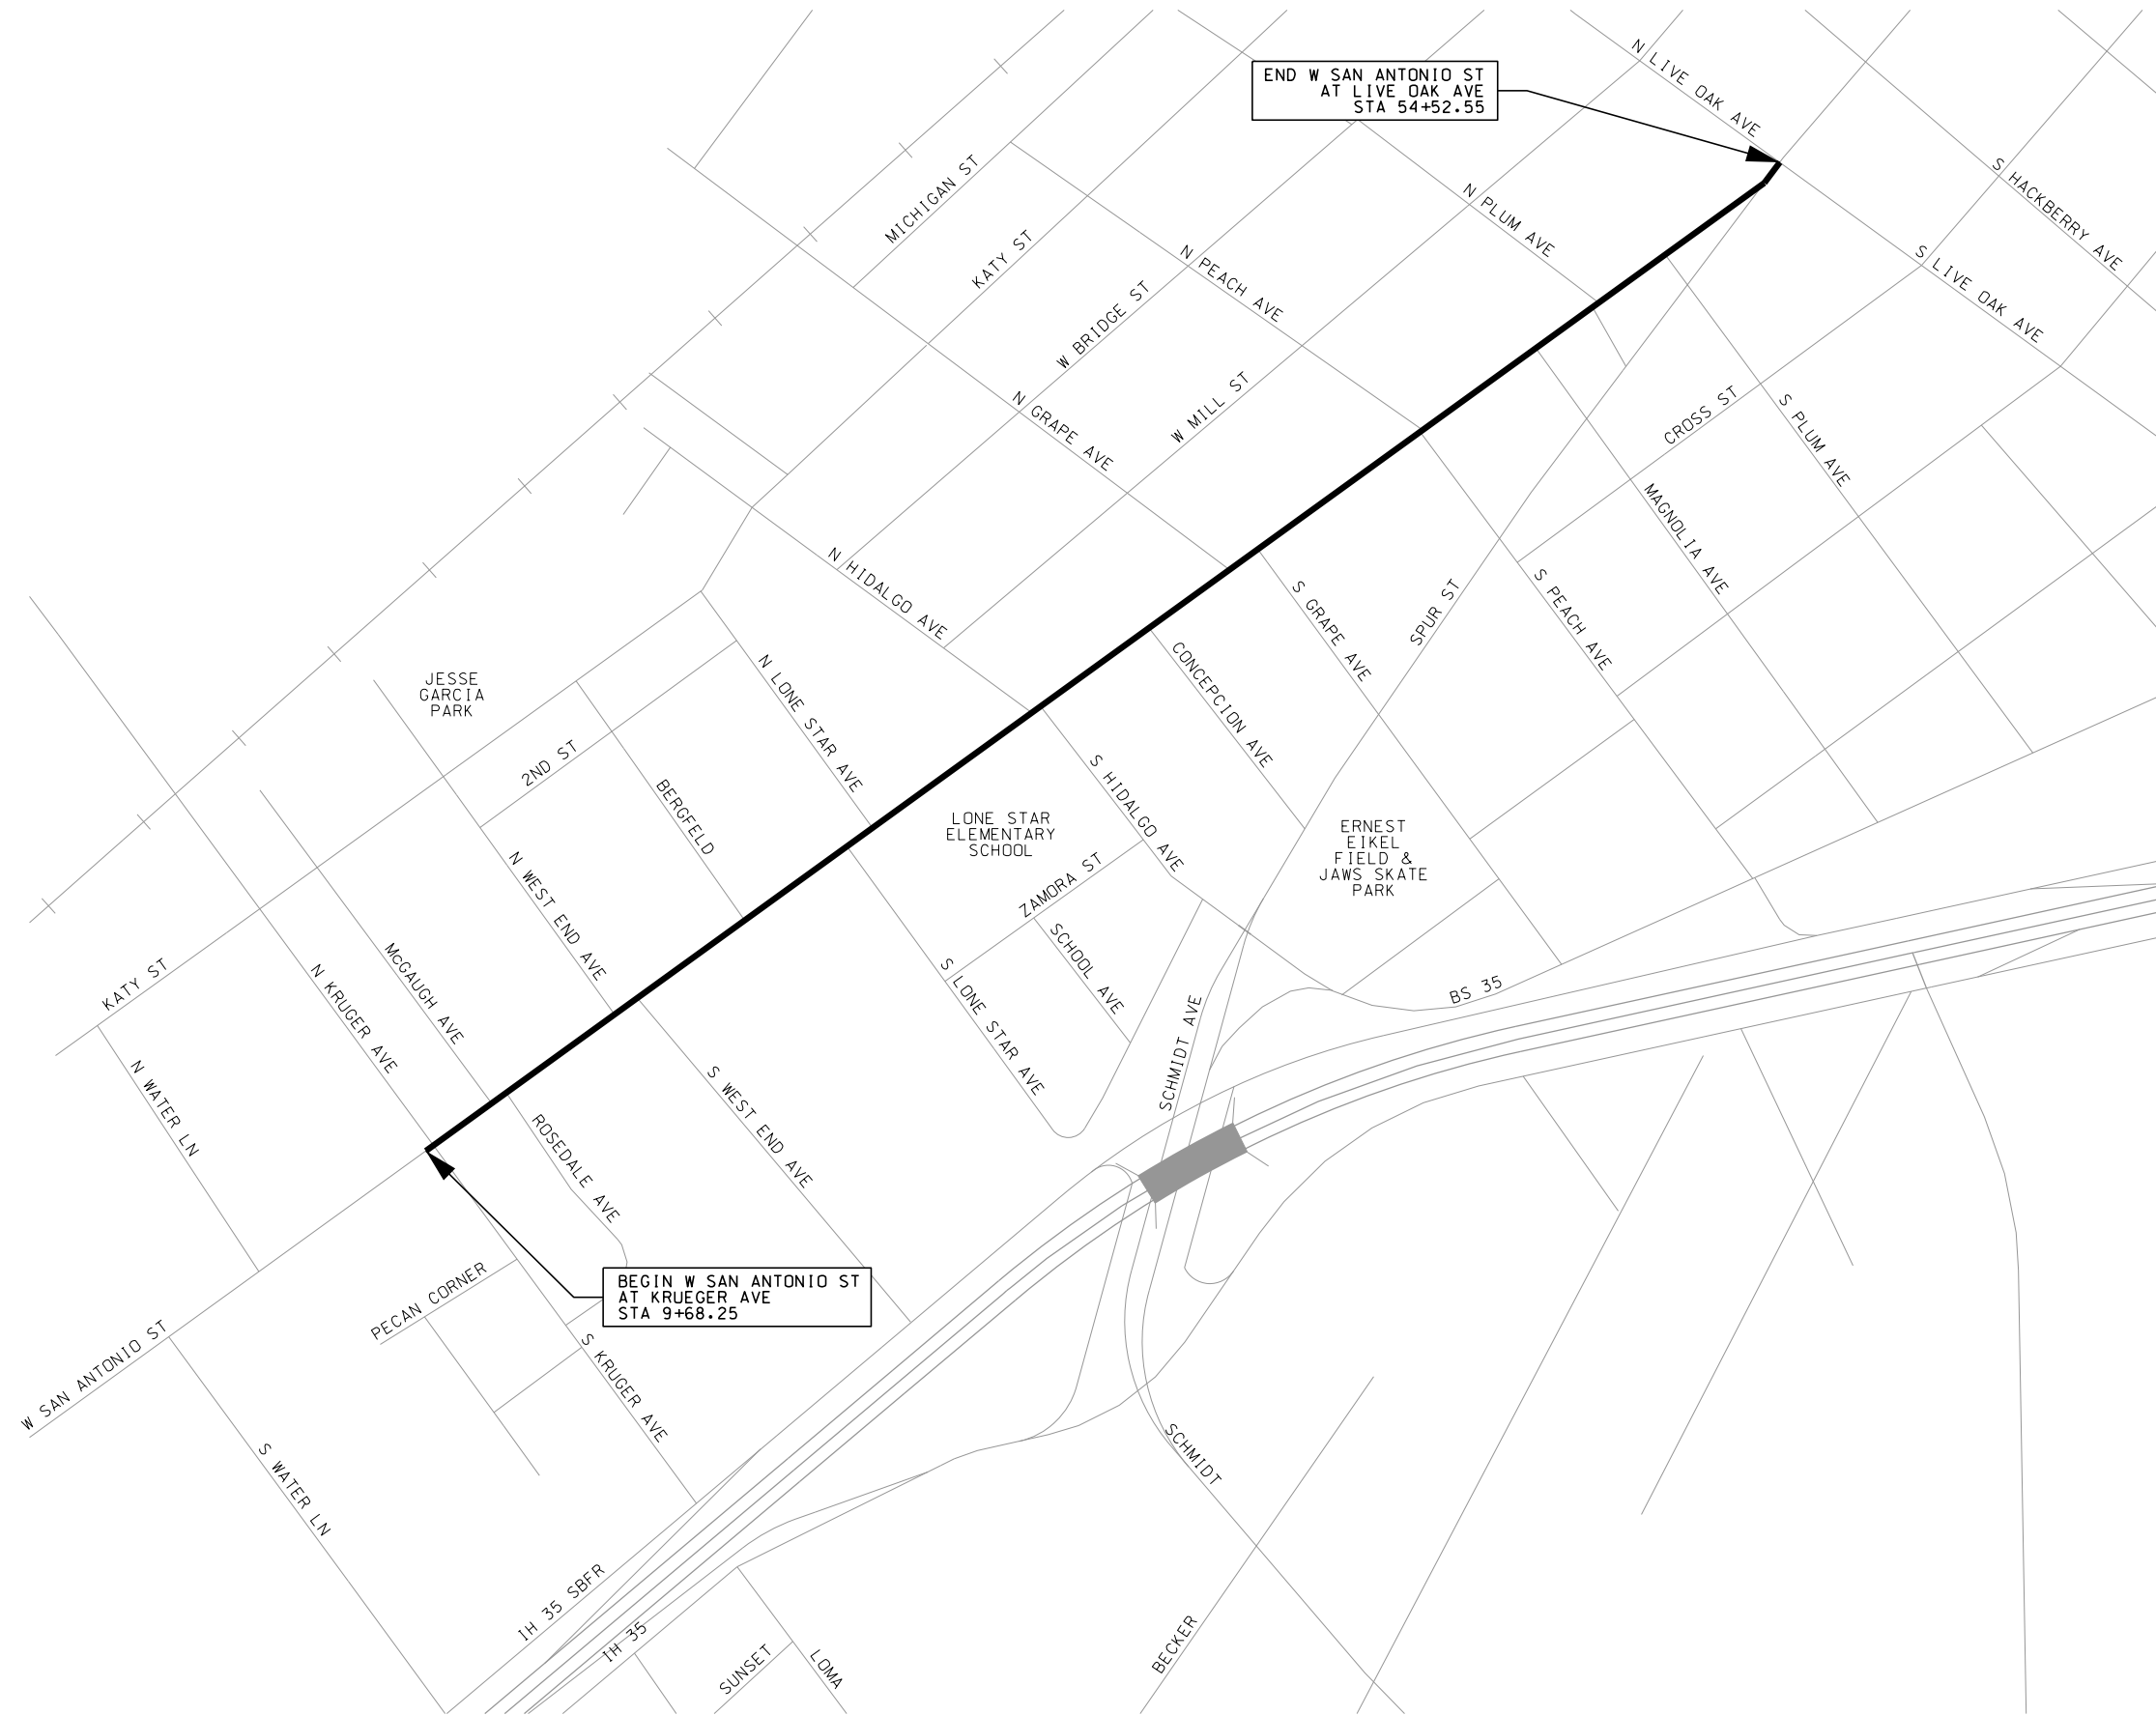 N LIVE OAK AVE
END W SAN ANTONIO ST
AT LIVE OAK AVE
STA 54+52.55
MICHIGAN ST
S HACKBERRY AVE
N PLUM AVE
KATY ST
N PEACH AVE
S LIVE OAK AVE
W BRIDGE ST
W MILL ST
N GRAPE AVE
CROSS ST
S PLUM AVE
MAGNOLIA AVE
N HIDALGO AVE
S GRAPE AVE
SPUR ST
S PEACH AVE
JESSE
GARCIA
PARK
N LONE STAR AVE
CONCEPCION AVE
2ND ST
BERGFELD
S HIDALGO AVE
LONE STAR
ELEMENTARY
SCHOOL
ERNEST
EIKEL
FIELD &
JAWS SKATE
PARK
N WEST END AVE
ZAMORA ST
SCHOOL AVE
McGAUGH AVE
KATY ST
N KRUGER AVE
S LONE STAR AVE
BS 35
SCHMIDT AVE
N WATER LN
S WEST END AVE
ROSEDALE AVE
PECAN CORNER
BEGIN W SAN ANTONIO ST
AT KRUEGER AVE
STA 9+68.25
W SAN ANTONIO ST
S KRUGER AVE
S WATER LN
SCHMIDT
IH 35 SBFR
IH 35
SUNSET
LOMA
BECKER